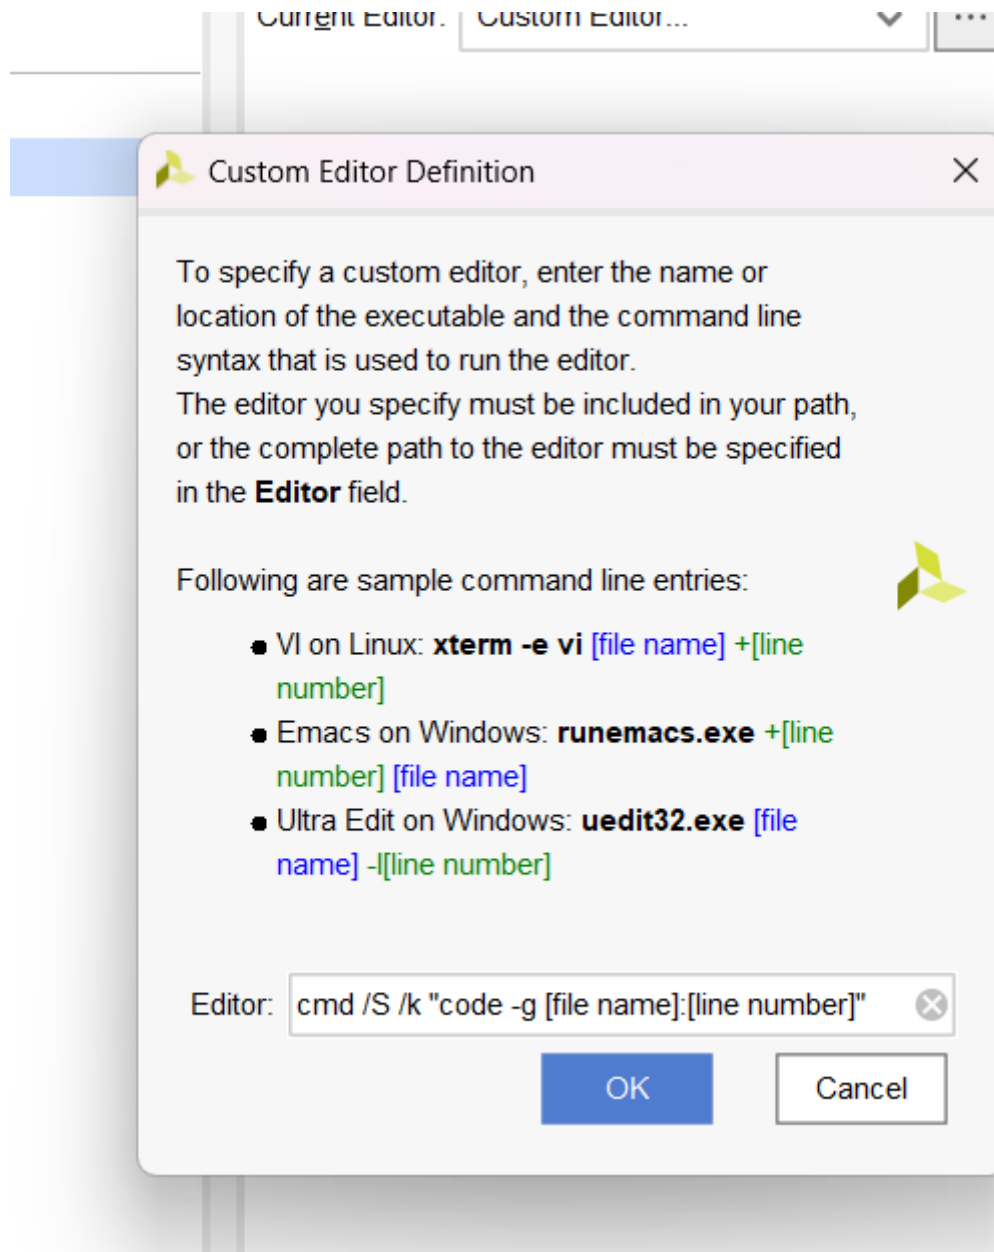 Current Editor: Custom Editor... ...
Custom Editor Definition
To specify a custom editor, enter the name or
location of the executable and the command line
syntax that is used to run the editor.
The editor you specify must be included in your path,
or the complete path to the editor must be specified
in the Editor field.
Following are sample command line entries:
VI on Linux: xterm -e vi [file name] +[line
number]
Emacs on Windows: runemacs.exe +[line
number] [file name]
Ultra Edit on Windows: uedit32.exe [file
name] -l[line number]
Editor: cmd /S /k "code -g [file name]:[line number]"
OK Cancel